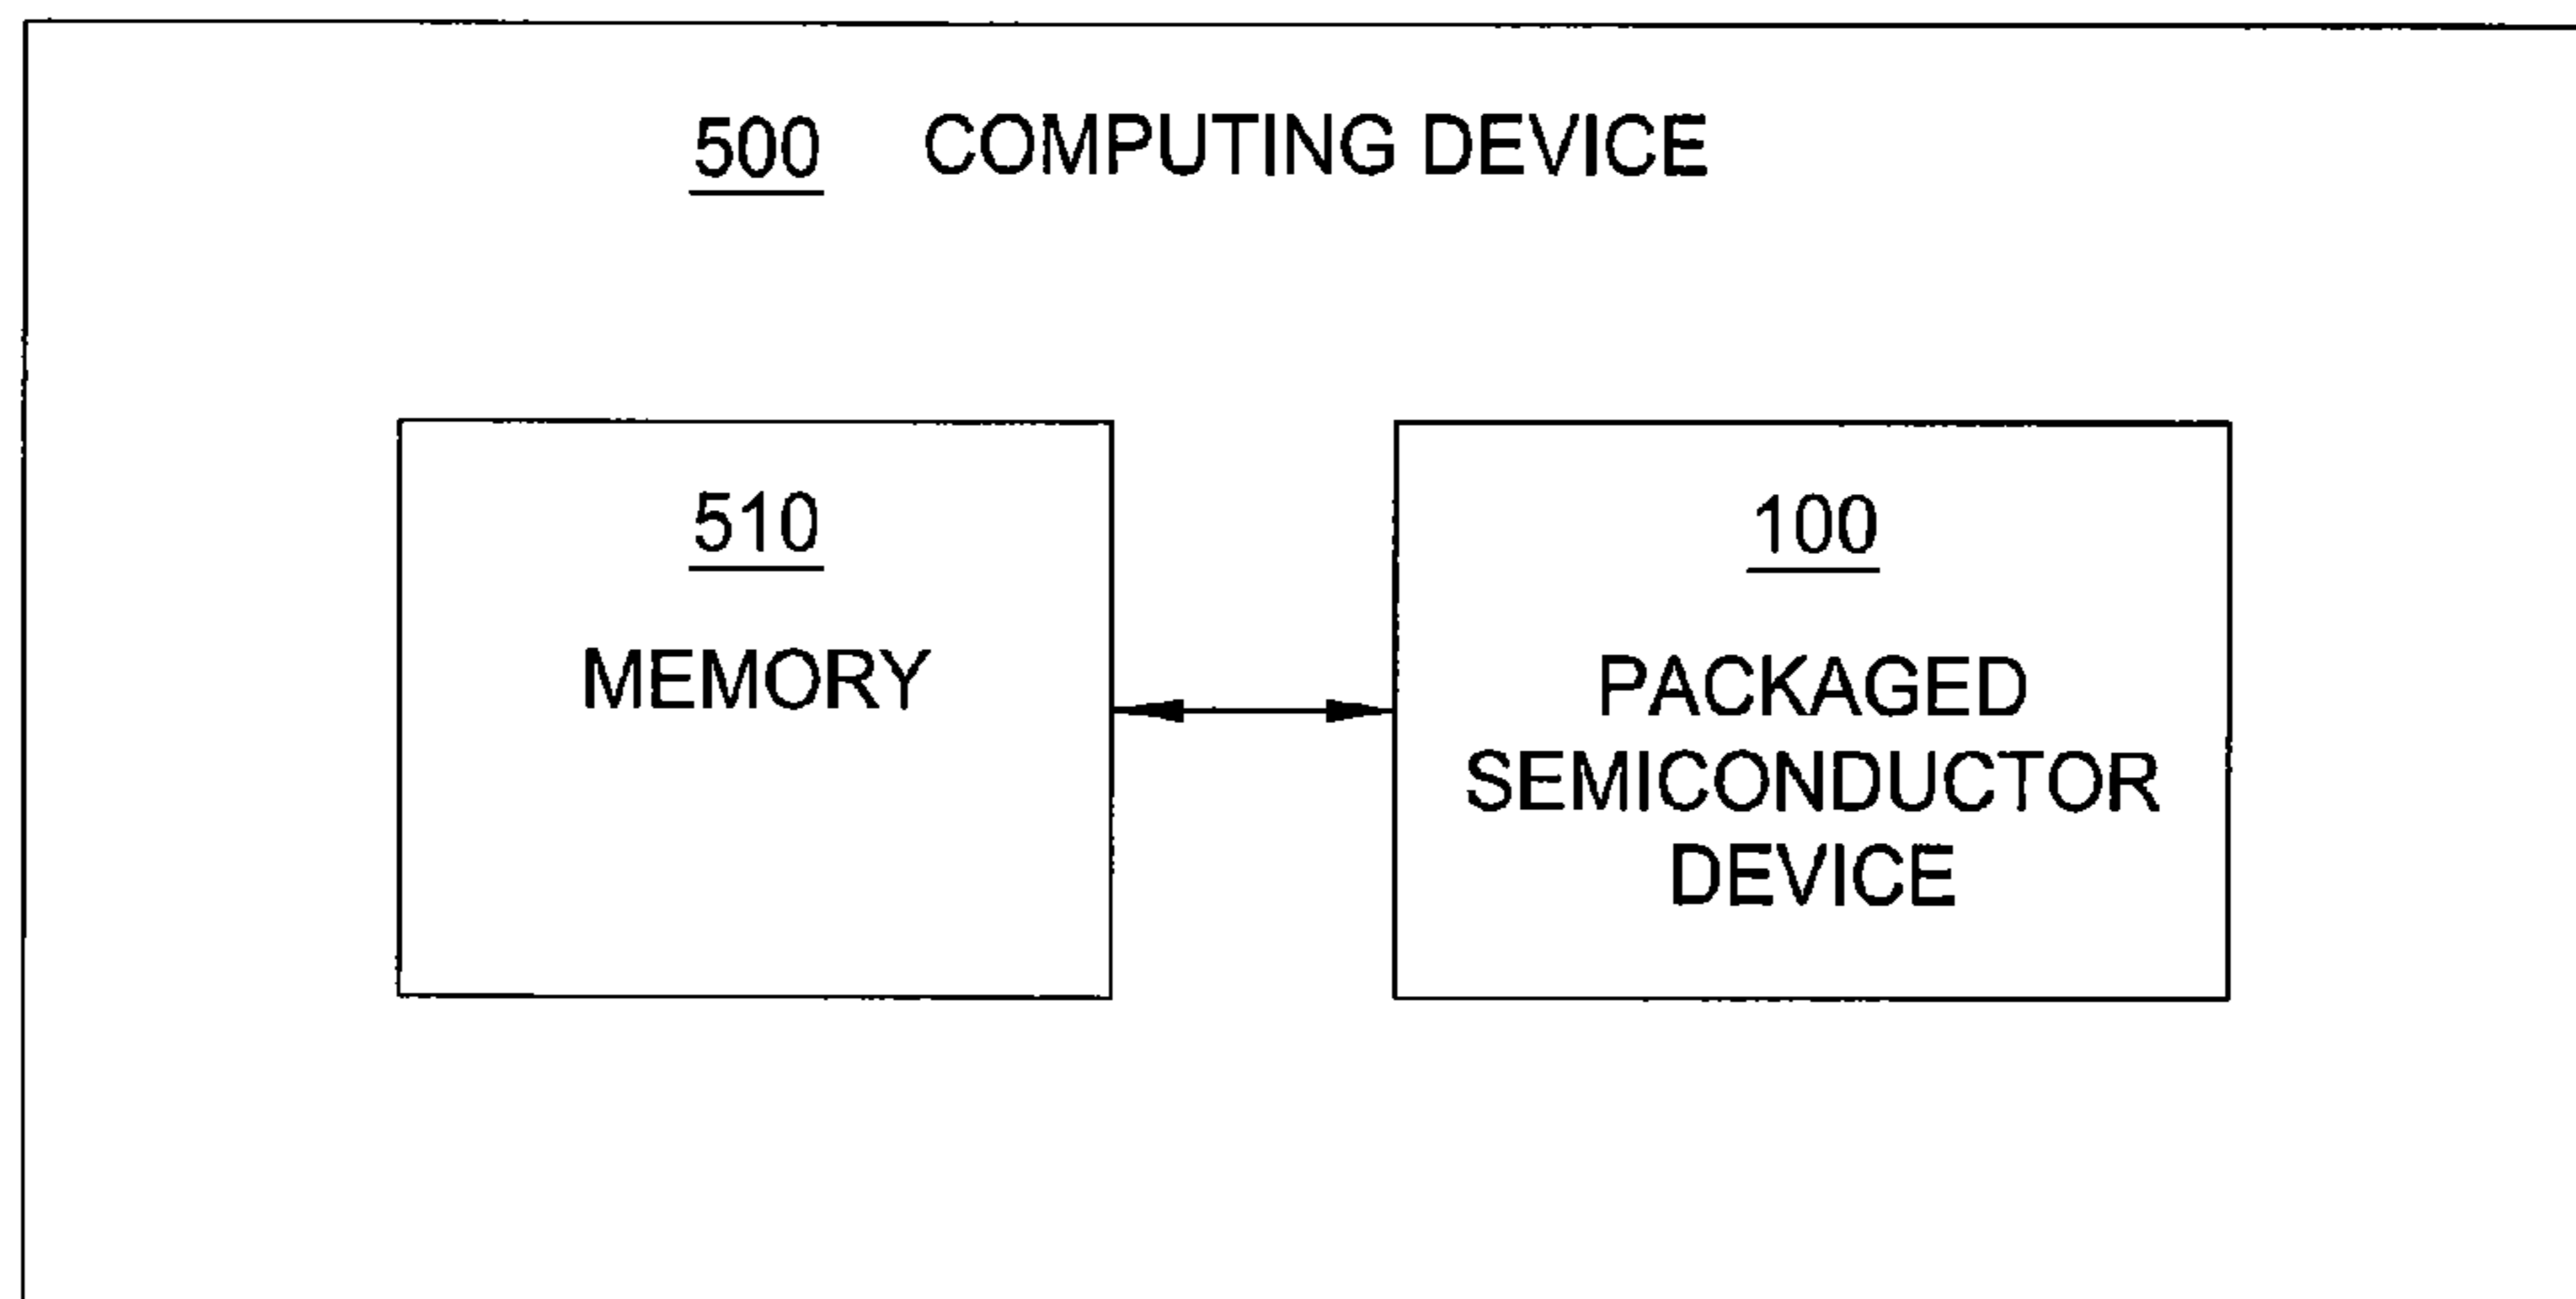 500 COMPUTING DEVICE
510
MEMORY
100
PACKAGED
SEMICONDUCTOR
DEVICE